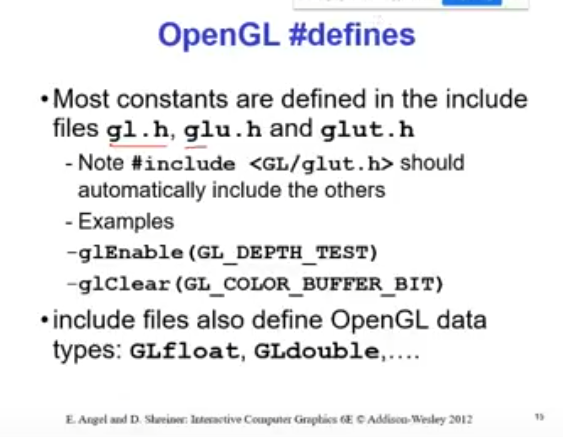 OpenGL #defines
•Most constants are defined in the include
files gl.h, glu.h and glut.h
- Note #include <GL/glut.h> should
automatically include the others
- Examples
-glEnable(GL_DEPTH_TEST)
-glClear(GL_COLOR_BUFFER_BIT)
•include files also define OpenGL data
types: GLfloat, GLdouble,….
E. Angel and D. Shreiner: Interactive Computer Graphics 6E © Addison-Wesley 2012